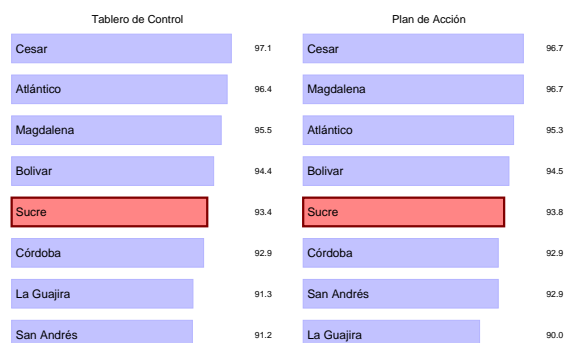 Tablero de Control
Cesar 97.1
Atlántico 96.4
Magdalena 95.5
Bolivar 94.4
Sucre 93.4
Córdoba 92.9
La Guajira 91.3
San Andrés 91.2
Plan de Acción
Cesar 96.7
Magdalena 96.7
Atlántico 95.3
Bolivar 94.5
Sucre 93.8
Córdoba 92.9
San Andrés 92.9
La Guajira 90.0